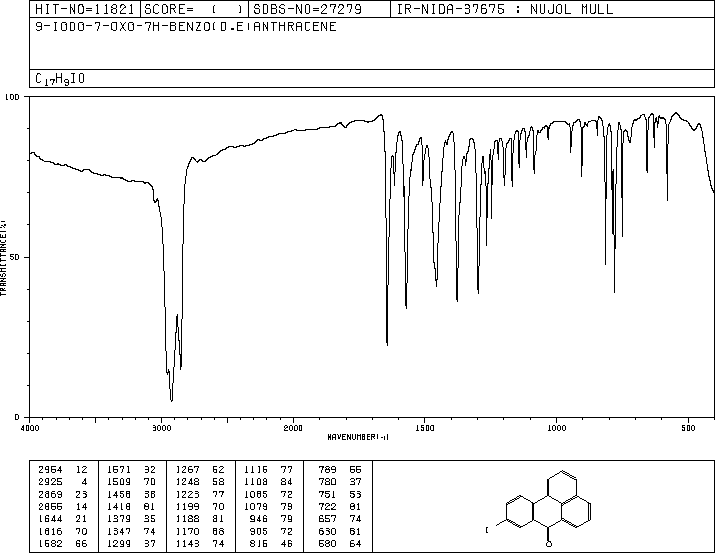 HIT-NO=11821 SCORE= ( ) SDBS-NO=27279 IR-NIDA-37675 : NUJOL MULL
9-IODO-7-OXO-7H-BENZO(D,E)ANTHRACENE
C17H9IO
100
50
0
TRANSMITTANCE(%)
4000 3000 2000 1500 1000 500
WAVENUMBER(-1)
2954 12 1571 32 1267 52 1116 77 789 55
2925 4 1509 70 1248 58 1108 84 780 37
2869 23 1458 38 1223 77 1085 72 751 53
2855 14 1418 81 1199 70 1079 79 722 81
1644 21 1379 35 1188 81 946 79 657 74
1616 70 1347 74 1170 68 905 72 630 81
1582 66 1299 37 1143 74 816 46 580 64
I
O